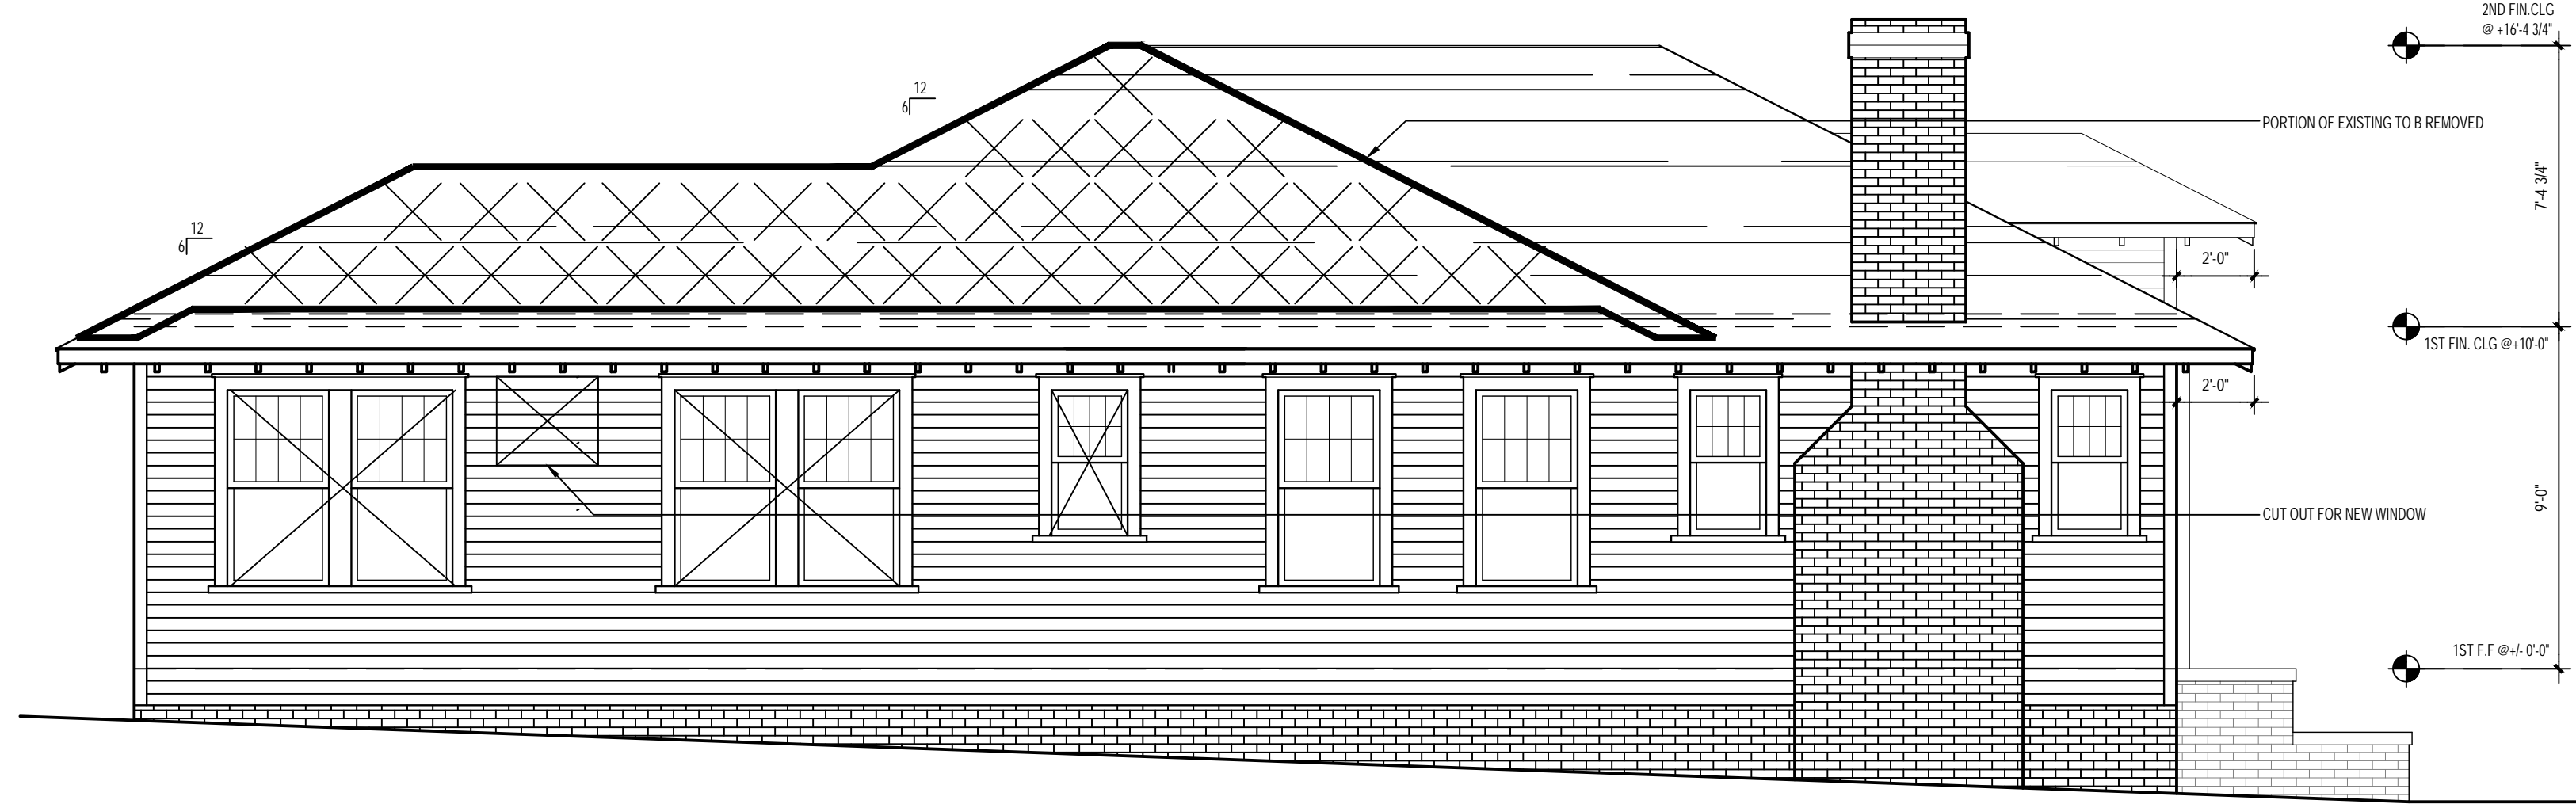 2ND FIN.CLG
@ +16'-4 3/4"
12
6
PORTION OF EXISTING TO B REMOVED
7'-4 3/4"
12
6
2'-0"
1ST FIN. CLG @+10'-0"
2'-0"
9'-0"
CUT OUT FOR NEW WINDOW
1ST F.F @+/- 0'-0"